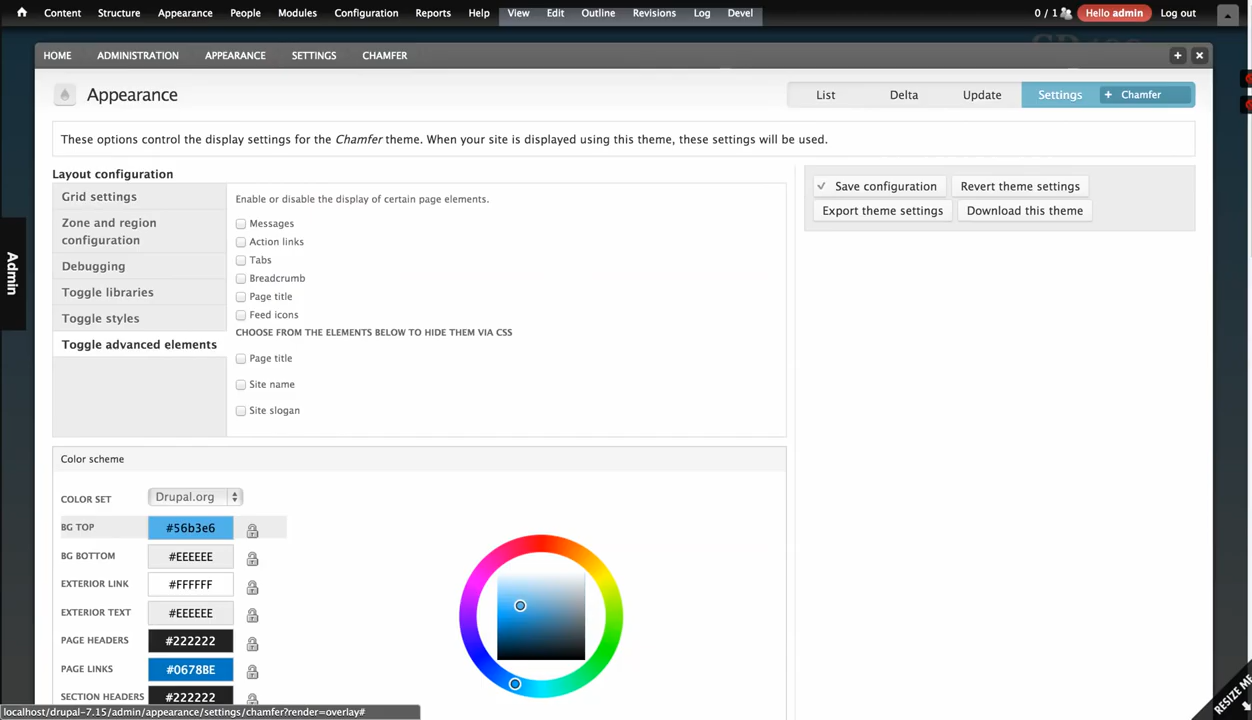 Content Structure Appearance People Modules Configuration Reports Help View Edit Outline Revisions Log Devel 0 / 1 Hello admin Log out
HOME ADMINISTRATION APPEARANCE SETTINGS CHAMFER
Appearance
List Delta Update Settings + Chamfer
These options control the display settings for the Chamfer theme. When your site is displayed using this theme, these settings will be used.
Layout configuration
Grid settings
Zone and region
configuration
Debugging
Toggle libraries
Toggle styles
Toggle advanced elements
Enable or disable the display of certain page elements.
Messages
Action links
Tabs
Breadcrumb
Page title
Feed icons
CHOOSE FROM THE ELEMENTS BELOW TO HIDE THEM VIA CSS
Page title
Site name
Site slogan
Save configuration Revert theme settings
Export theme settings Download this theme
Admin
Color scheme
COLOR SET Drupal.org
BG TOP #56b3e6
BG BOTTOM #EEEEEE
EXTERIOR LINK #FFFFFF
EXTERIOR TEXT #EEEEEE
PAGE HEADERS #222222
PAGE LINKS #0678BE
SECTION HEADERS #222222
localhost/drupal-7.15/admin/appearance/settings/chamfer?render=overlay#
RESIZE ME